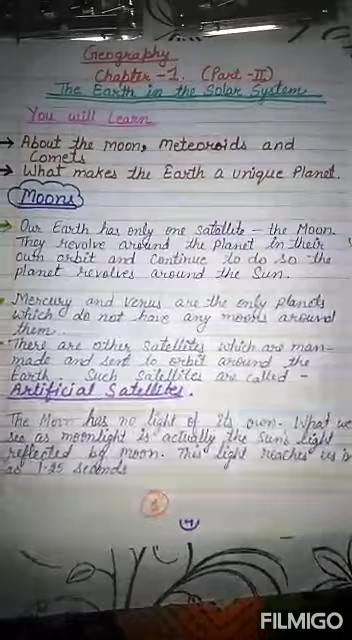 Geography
Chapter-1. (Part-II)
The Earth in the Solar System
You will Learn
→ About the moon, Meteoroids and
Comets
→ What makes the Earth a unique Planet.
Moons
→ Our Earth has only one satallite - the Moon.
They revolve around the Planet in their
own orbit and continue to do so the
planet revolves around the Sun.
Mercury and Venus are the only planets
which do not have any moons around
them.
There are other satellites which are man-
made and sent to orbit around the
Earth. Such satellites are called -
Artificial Satellites.
The Moon has no light of its own. What we
see as moonlight is actually the Sun's light
reflected by moon. This light reaches us in
as 1.25 seconds
FILMIGO